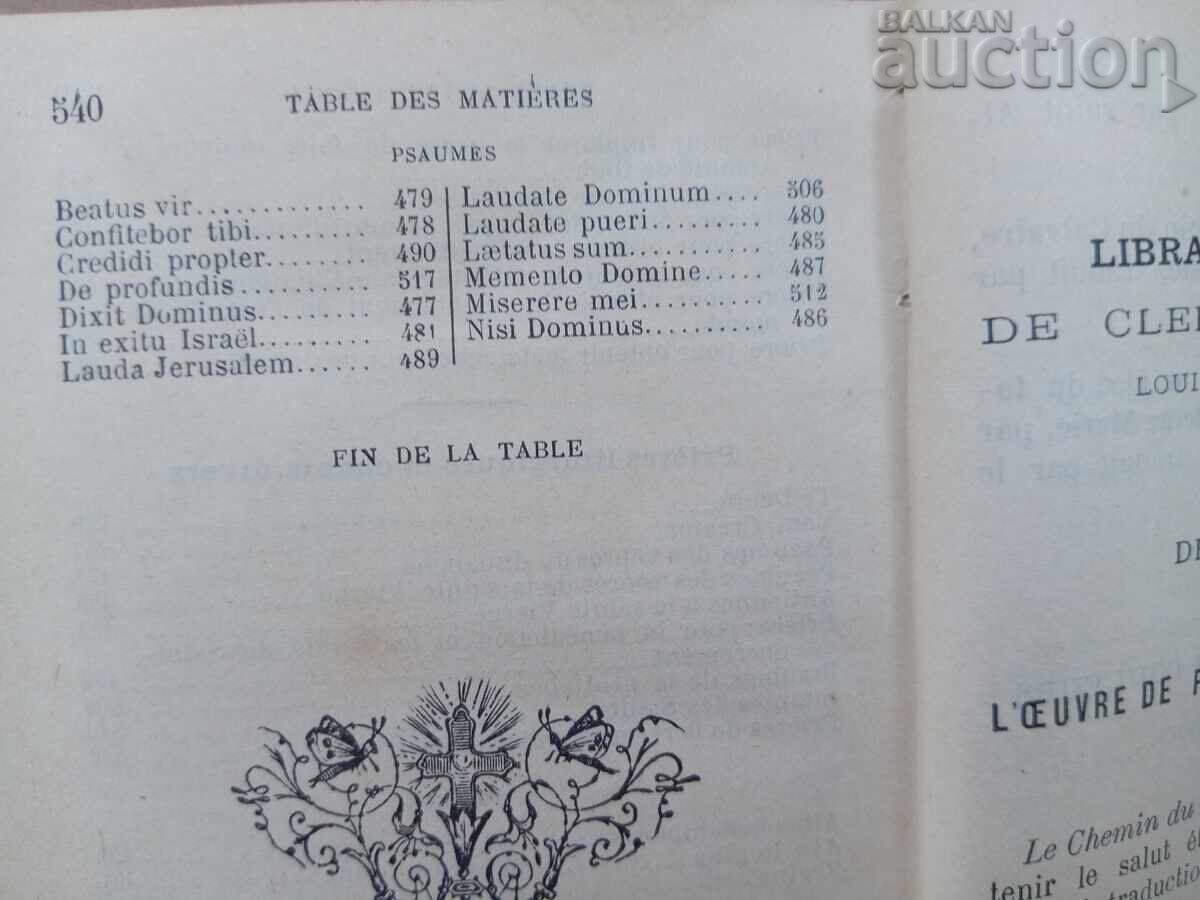 BALKAN
auction
540 TABLE DES MATIÈRES
PSAUMES
Beatus vir............. 479
Confitebor tibi........ 478
Credidi propter........ 490
De profundis........... 517
Dixit Dominus......... 477
In exitu Israël......... 481
Lauda Jerusalem...... 489
Laudate Dominum.... 506
Laudate pueri......... 480
Lætatus sum.......... 485
Memento Domine.... 487
Miserere mei.......... 512
Nisi Dominus.......... 486
FIN DE LA TABLE
LIBRA
DE CLE
LOUI
DE
L'ŒUVRE DE
Le Chemin du
tenir le salut
traduction